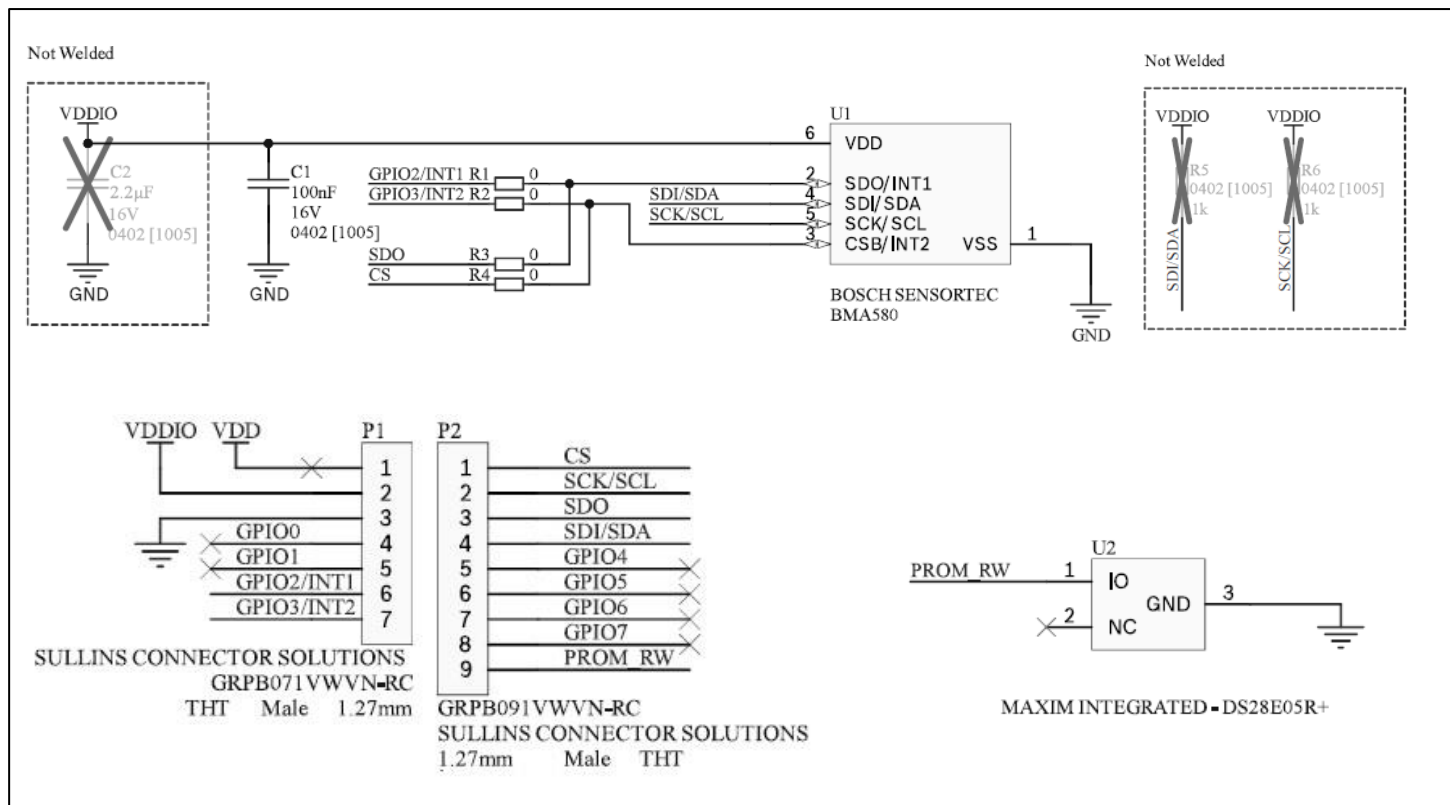 Not Welded
VDDIO
C2
2.2µF
16V
0402 [1005]
GND
C1
100nF
16V
0402 [1005]
GND
GPIO2/INT1 R1 0
GPIO3/INT2 R2 0
SDO R3 0
CS R4 0
SDI/SDA
SCK/SCL
U1
6 VDD
2 SDO/INT1
4 SDI/SDA
5 SCK/SCL
3 CSB/INT2
VSS 1
BOSCH SENSORTEC
BMA580
GND
Not Welded
VDDIO
R5
0402 [1005]
1k
SDI/SDA
VDDIO
R6
0402 [1005]
1k
SCK/SCL
VDDIO VDD
P1
1
2
3
GPIO0 4
GPIO1 5
GPIO2/INT1 6
GPIO3/INT2 7
SULLINS CONNECTOR SOLUTIONS
GRPB071VWVN-RC
THT Male 1.27mm
P2
1 CS
2 SCK/SCL
3 SDO
4 SDI/SDA
5 GPIO4
6 GPIO5
7 GPIO6
8 GPIO7
9 PROM_RW
GRPB091VWVN-RC
SULLINS CONNECTOR SOLUTIONS
1.27mm Male THT
U2
PROM_RW 1 IO
GND 3
2 NC
MAXIM INTEGRATED - DS28E05R+